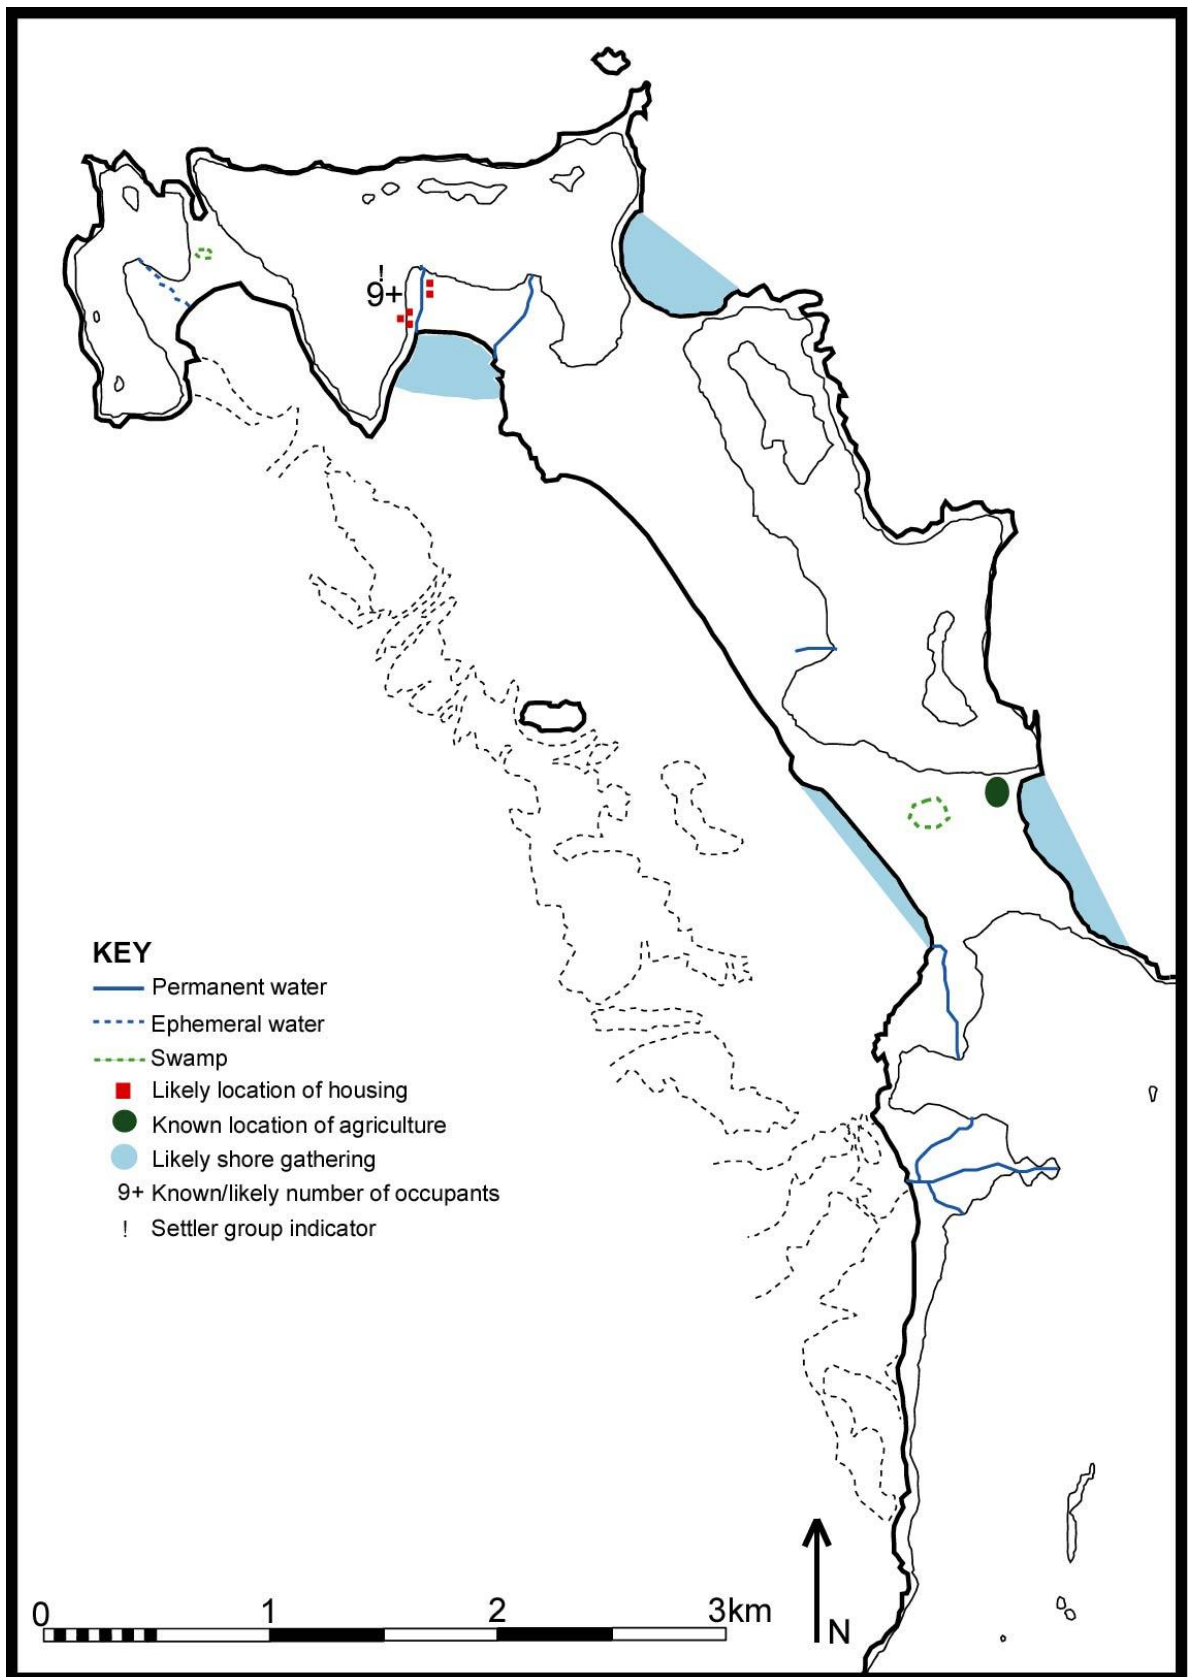 !
9+
KEY
Permanent water
Ephemeral water
Swamp
Likely location of housing
Known location of agriculture
Likely shore gathering
9+ Known/likely number of occupants
! Settler group indicator
0 1 2 3km
N